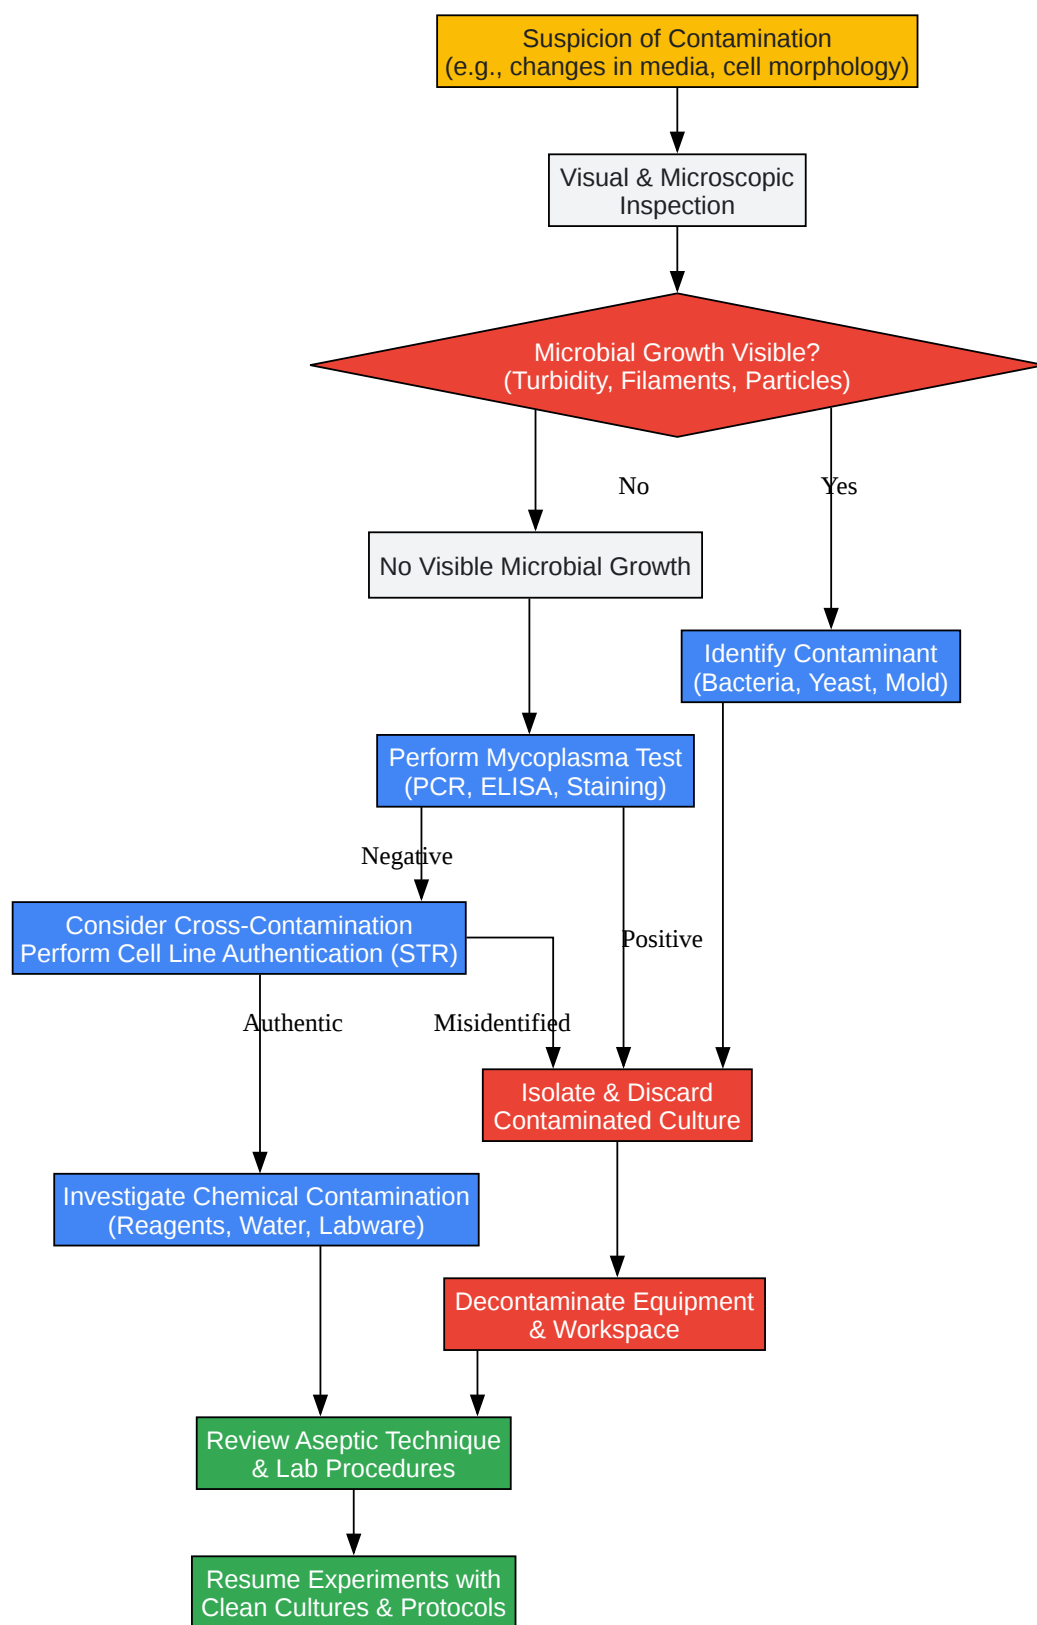 Suspicion of Contamination
(e.g., changes in media, cell morphology)
Visual & Microscopic
Inspection
Microbial Growth Visible?
(Turbidity, Filaments, Particles)
No
Yes
No Visible Microbial Growth
Identify Contaminant
(Bacteria, Yeast, Mold)
Perform Mycoplasma Test
(PCR, ELISA, Staining)
Negative
Consider Cross-Contamination
Perform Cell Line Authentication (STR)
Positive
Authentic
Misidentified
Isolate & Discard
Contaminated Culture
Investigate Chemical Contamination
(Reagents, Water, Labware)
Decontaminate Equipment
& Workspace
Review Aseptic Technique
& Lab Procedures
Resume Experiments with
Clean Cultures & Protocols